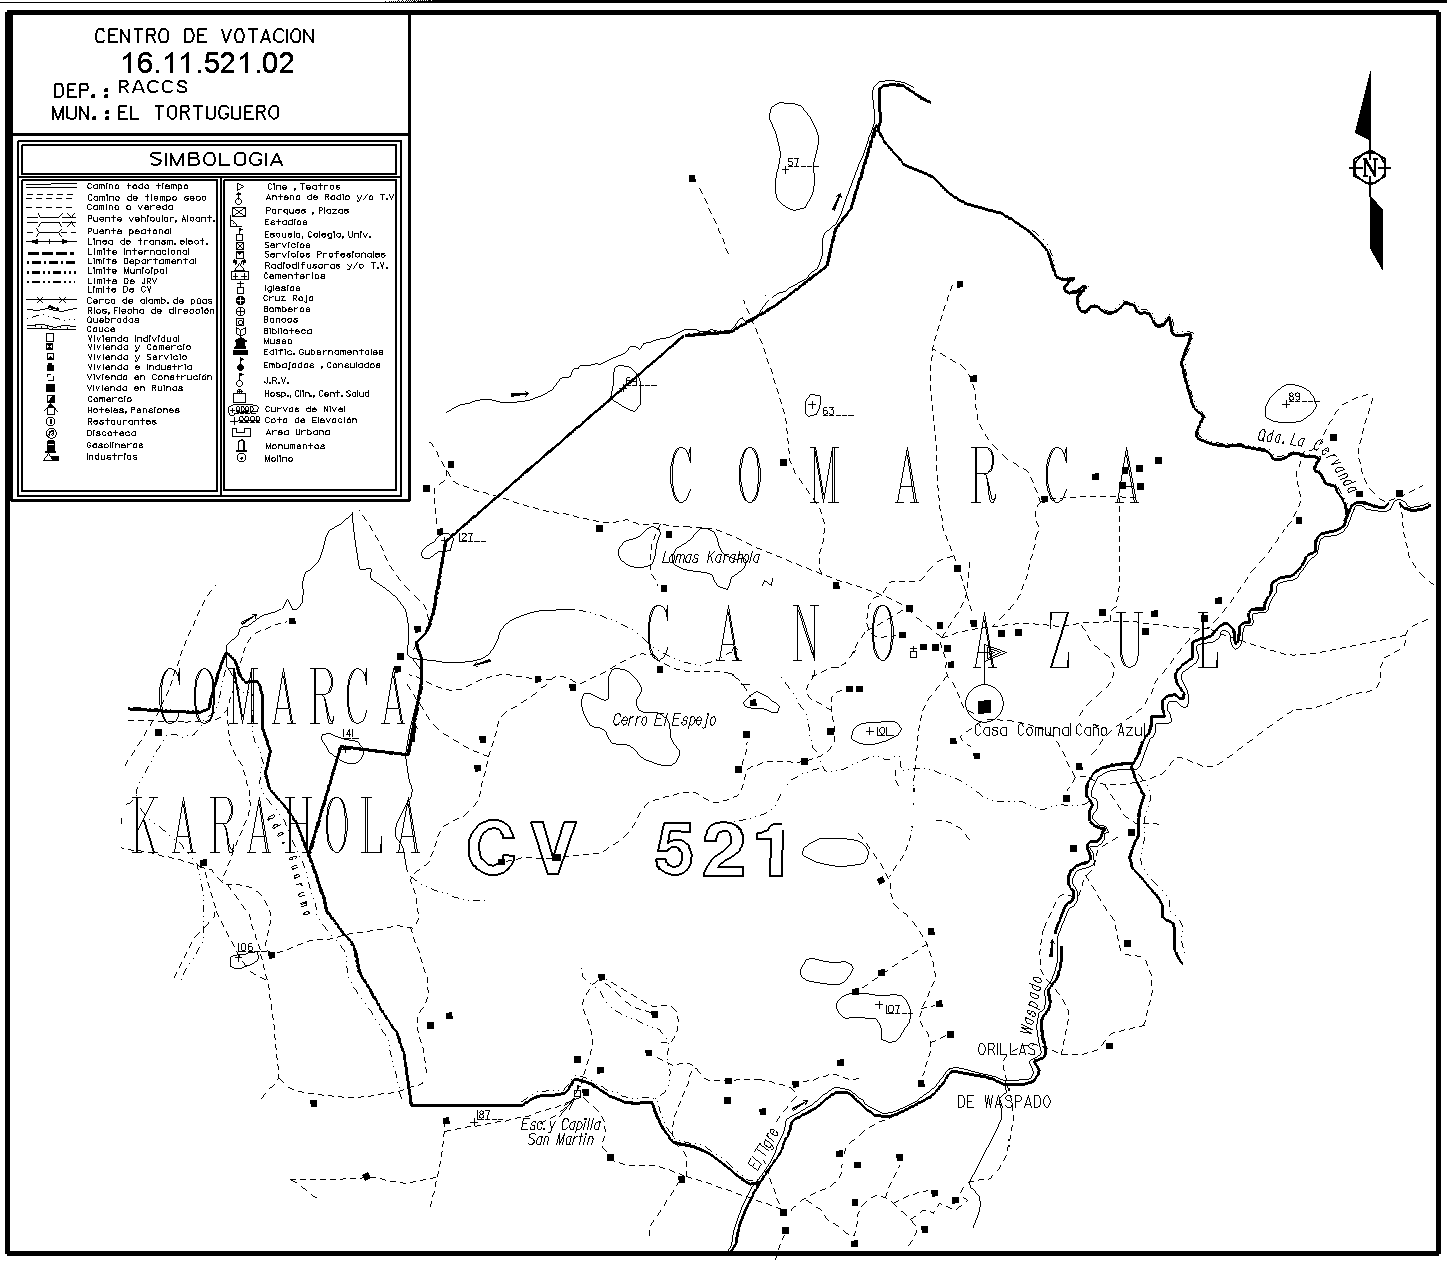 CENTRO DE VOTACION
16.11.521.02
DEP.: RACCS
MUN.: EL TORTUGUERO
SIMBOLOGIA
Camino todo tiempo
Camino de tiempo seco
Camino o vereda
Puente vehicular, Alcant.
Puente peatonal
Linea de transm. elect.
Limite Internacional
Limite Departamental
Limite Municipal
Limite De JRV
Limite De CV
Cerco de alamb. de púas
Rios, Flecha de dirección
Quebradas
Cauce
Vivienda Individual
Vivienda y Comercio
Vivienda y Servicio
Vivienda e Industria
Vivienda en Construción
Vivienda en Ruinas
Comercio
Hoteles, Pensiones
Restaurantes
Discoteca
Gasolineras
Industrias
Cine , Teatros
Antena de Radio y/o T.V
Parques , Plazas
Estadios
Escuela, Colegio, Univ.
Servicios
Servicios Profesionales
Radiodifusoras y/o T.V.
Cementerios
Iglesias
Cruz Roja
Bomberos
Bancos
Biblioteca
Museo
Edific. Gubernamentales
Embajadas , Consulados
J.R.V.
Hosp., Clin., Cent. Salud
Curvas de Nivel
Cota de Elevación
Area Urbana
Monumentos
Molino
N
57
63
89
Qda. La Cervanda
COMARCA
127
Lomas Karahola
CANO AZUL
COMARCA
Cerro El Espejo
141
101
Casa Comunal Caño Azul
KARAHOLA
CV 521
106
107
Waspado
ORILLAS
DE WASPADO
187
Esc. y Capilla
San Martin
El Tigre